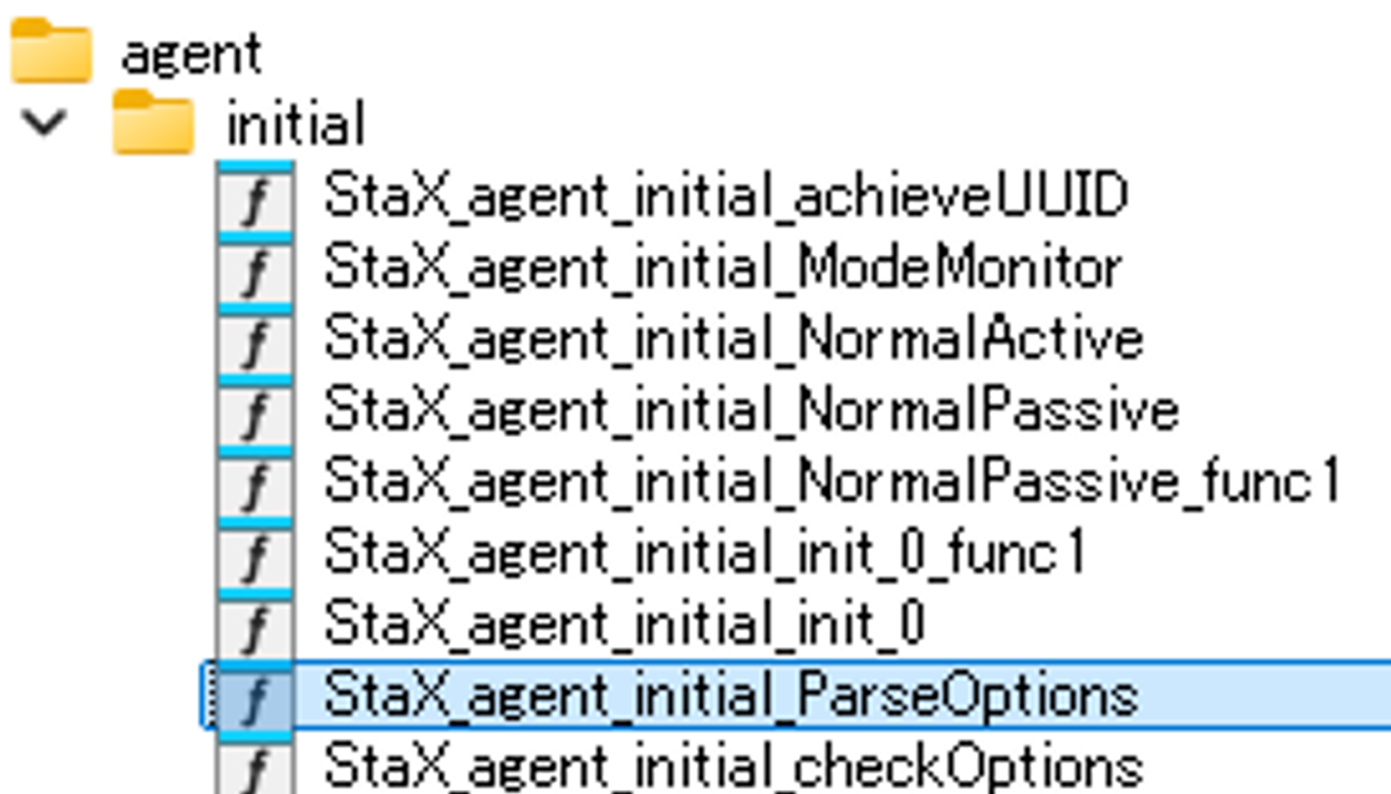 agent
initial
StaX_agent_initial_achieveUUID
StaX_agent_initial_ModeMonitor
StaX_agent_initial_NormalActive
StaX_agent_initial_NormalPassive
StaX_agent_initial_NormalPassive_func1
StaX_agent_initial_init_0_func1
StaX_agent_initial_init_0
StaX_agent_initial_ParseOptions
StaX_agent_initial_checkOptions